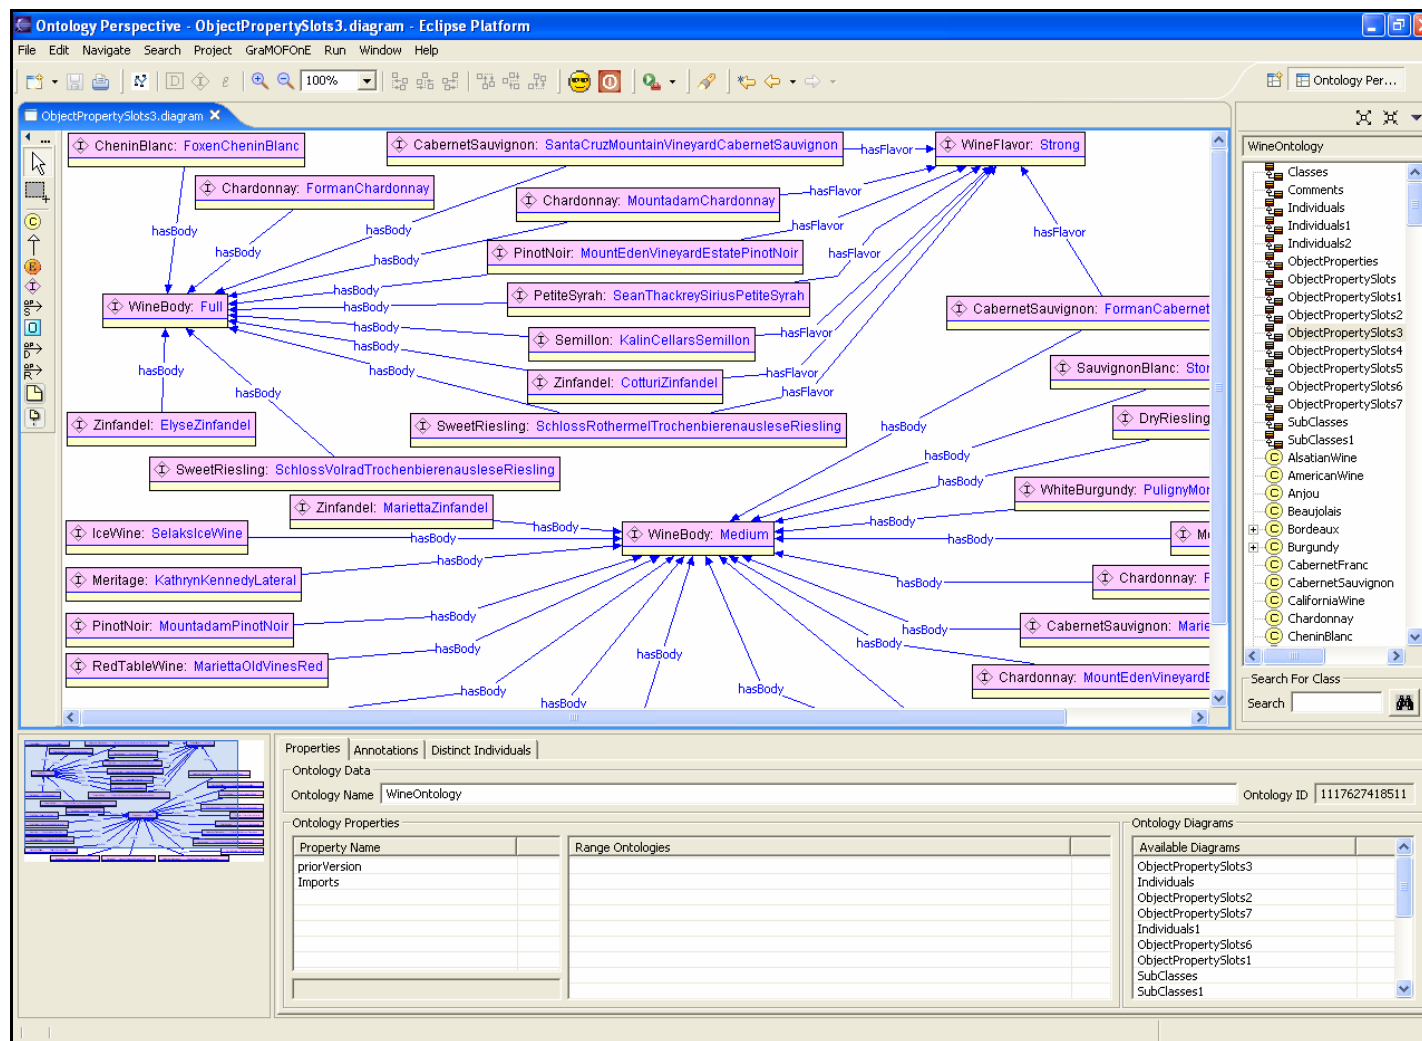 Ontology Perspective - ObjectPropertySlots3.diagram - Eclipse Platform
File Edit Navigate Search Project GraMOFOnE Run Window Help
100%
Ontology Per...
ObjectPropertySlots3.diagram
CheninBlanc: FoxenCheninBlanc
CabernetSauvignon: SantaCruzMountainVineyardCabernetSauvignon
hasFlavor
WineFlavor: Strong
Chardonnay: FormanChardonnay
Chardonnay: MountadamChardonnay
hasFlavor
hasBody
hasBody
hasBody
hasFlavor
hasFlavor
PinotNoir: MountEdenVineyardEstatePinotNoir
hasBody
hasBody
hasFlavor
PetiteSyrah: SeanThackreySiriusPetiteSyrah
hasBody
WineBody: Full
CabernetSauvignon: FormanCabernet
hasBody
hasFlavor
Semillon: KalinCellarsSemillon
hasBody
hasFlavor
SauvignonBlanc: Stor
hasBody
hasBody
hasFlavor
Zinfandel: CotturiZinfandel
hasBody
hasFlavor
Zinfandel: ElyseZinfandel
SweetRiesling: SchlossRothermelTrochenbierenausleseRiesling
DryRiesling
hasBody
SweetRiesling: SchlossVolradTrochenbierenausleseRiesling
hasBody
hasBody
WhiteBurgundy: PulignyMor
Zinfandel: MariettaZinfandel
hasBody
hasBody
IceWine: SelaksIceWine
hasBody
WineBody: Medium
hasBody
M
hasBody
Meritage: KathrynKennedyLateral
hasBody
Chardonnay: F
PinotNoir: MountadamPinotNoir
hasBody
hasBody
CabernetSauvignon: Marie
RedTableWine: MariettaOldVinesRed
hasBody
hasBody
hasBody
Chardonnay: MountEdenVineyardE
hasBody
hasBody
hasBody
WineOntology
Classes
Comments
Individuals
Individuals1
Individuals2
ObjectProperties
ObjectPropertySlots
ObjectPropertySlots1
ObjectPropertySlots2
ObjectPropertySlots3
ObjectPropertySlots4
ObjectPropertySlots5
ObjectPropertySlots6
ObjectPropertySlots7
SubClasses
SubClasses1
AlsatianWine
AmericanWine
Anjou
Beaujolais
Bordeaux
Burgundy
CabernetFranc
CabernetSauvignon
CaliforniaWine
Chardonnay
CheninBlanc
Search For Class
Search
Properties Annotations Distinct Individuals
Ontology Data
Ontology Name WineOntology Ontology ID 1117627418511
Ontology Properties
Property Name
priorVersion
Imports
Range Ontologies
Ontology Diagrams
Available Diagrams
ObjectPropertySlots3
Individuals
ObjectPropertySlots2
ObjectPropertySlots7
Individuals1
ObjectPropertySlots6
ObjectPropertySlots1
SubClasses
SubClasses1